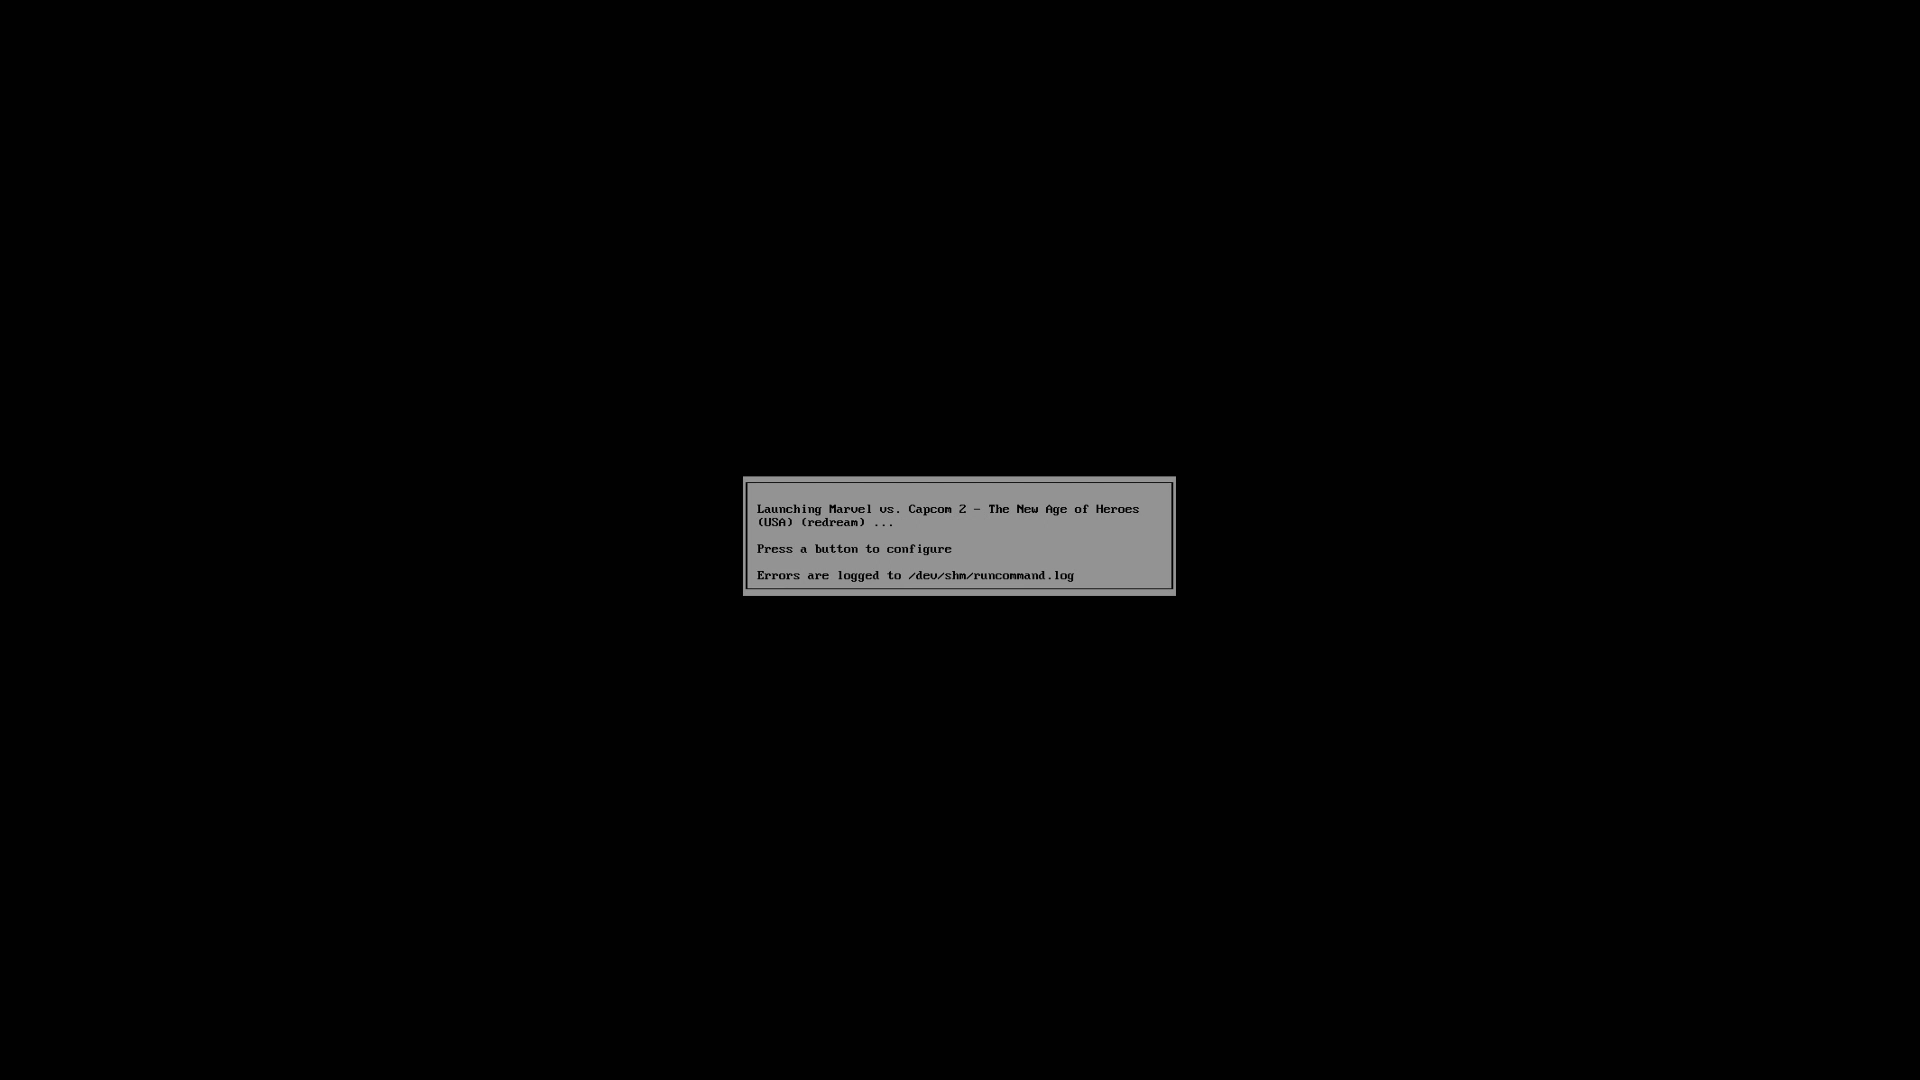 Launching Marvel vs. Capcom 2 - The New Age of Heroes
(USA) (redream) ...
Press a button to configure
Errors are logged to /dev/shm/runcommand.log